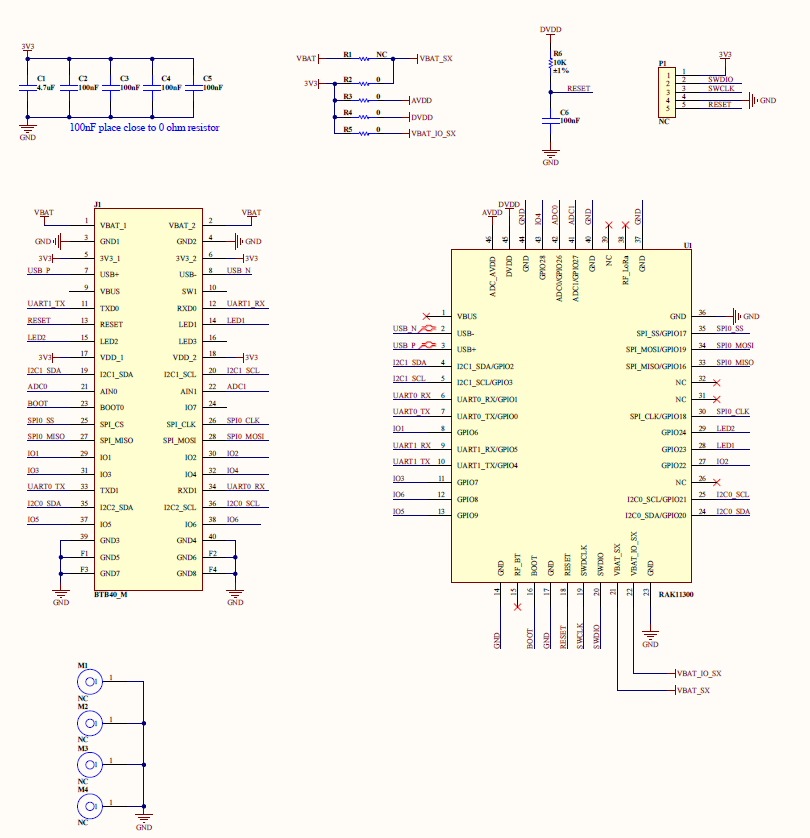 3V3
C1
4.7uF
C2
100nF
C3
100nF
C4
100nF
C5
100nF
GND
100nF place close to 0 ohm resistor
VBAT R1 NC VBAT_SX
3V3 R2 0
R3 0 AVDD
R4 0 DVDD
R5 0 VBAT_IO_SX
DVDD
R6
10K
±1%
RESET
C6
100nF
GND
P1
3V3
1 1
2 2 SWDIO
3 3 SWCLK
4 4 GND
5 5 RESET
NC
J1
VBAT 1 VBAT_1 VBAT_2 2 VBAT
GND 3 GND1 GND2 4 GND
3V3 5 3V3_1 3V3_2 6 3V3
USB_P 7 USB+ USB- 8 USB_N
9 VBUS SW1 10
UART1_TX 11 TXD0 RXD0 12 UART1_RX
RESET 13 RESET LED1 14 LED1
LED2 15 LED2 LED3 16
3V3 17 VDD_1 VDD_2 18 3V3
I2C1_SDA 19 I2C1_SDA I2C1_SCL 20 I2C1_SCL
ADC0 21 AIN0 AIN1 22 ADC1
BOOT 23 BOOT0 IO7 24
SPI0_SS 25 SPI_CS SPI_CLK 26 SPI0_CLK
SPI0_MISO 27 SPI_MISO SPI_MOSI 28 SPI0_MOSI
IO1 29 IO1 IO2 30 IO2
IO3 31 IO3 IO4 32 IO4
UART0_TX 33 TXD1 RXD1 34 UART0_RX
I2C0_SDA 35 I2C2_SDA I2C2_SCL 36 I2C0_SCL
IO5 37 IO5 IO6 38 IO6
39 GND3 GND4 40
F1 GND5 GND6 F2
F3 GND7 GND8 F4
GND GND
BTB40_M
AVDD DVDD GND IO4 ADC0 ADC1 GND GND
46 45 44 43 42 41 40 39 38 37
ADC_AVDD DVDD GND GPIO28 ADC0/GPIO26 ADC1/GPIO27 GND NC RF_LoRa GND
U1
1 VBUS GND 36 GND
USB_N 2 USB- SPI_SS/GPIO17 35 SPI0_SS
USB_P 3 USB+ SPI_MOSI/GPIO19 34 SPI0_MOSI
I2C1_SDA 4 I2C1_SDA/GPIO2 SPI_MISO/GPIO16 33 SPI0_MISO
I2C1_SCL 5 I2C1_SCL/GPIO3 NC 32
UART0_RX 6 UART0_RX/GPIO1 NC 31
UART0_TX 7 UART0_TX/GPIO0 SPI_CLK/GPIO18 30 SPI0_CLK
IO1 8 GPIO6 GPIO24 29 LED2
UART1_RX 9 UART1_RX/GPIO5 GPIO23 28 LED1
UART1_TX 10 UART1_TX/GPIO4 GPIO22 27 IO2
IO3 11 GPIO7 NC 26
IO6 12 GPIO8 I2C0_SCL/GPIO21 25 I2C0_SCL
IO5 13 GPIO9 I2C0_SDA/GPIO20 24 I2C0_SDA
GND RF_BT BOOT GND RESET SWDCLK SWDIO VBAT_SX VBAT_IO_SX GND
14 15 16 17 18 19 20 21 22 23
RAK11300
GND BOOT GND RESET SWCLK SWDIO
GND
VBAT_IO_SX
VBAT_SX
M1
1
NC
M2
1
NC
M3
1
NC
M4
1
NC
GND